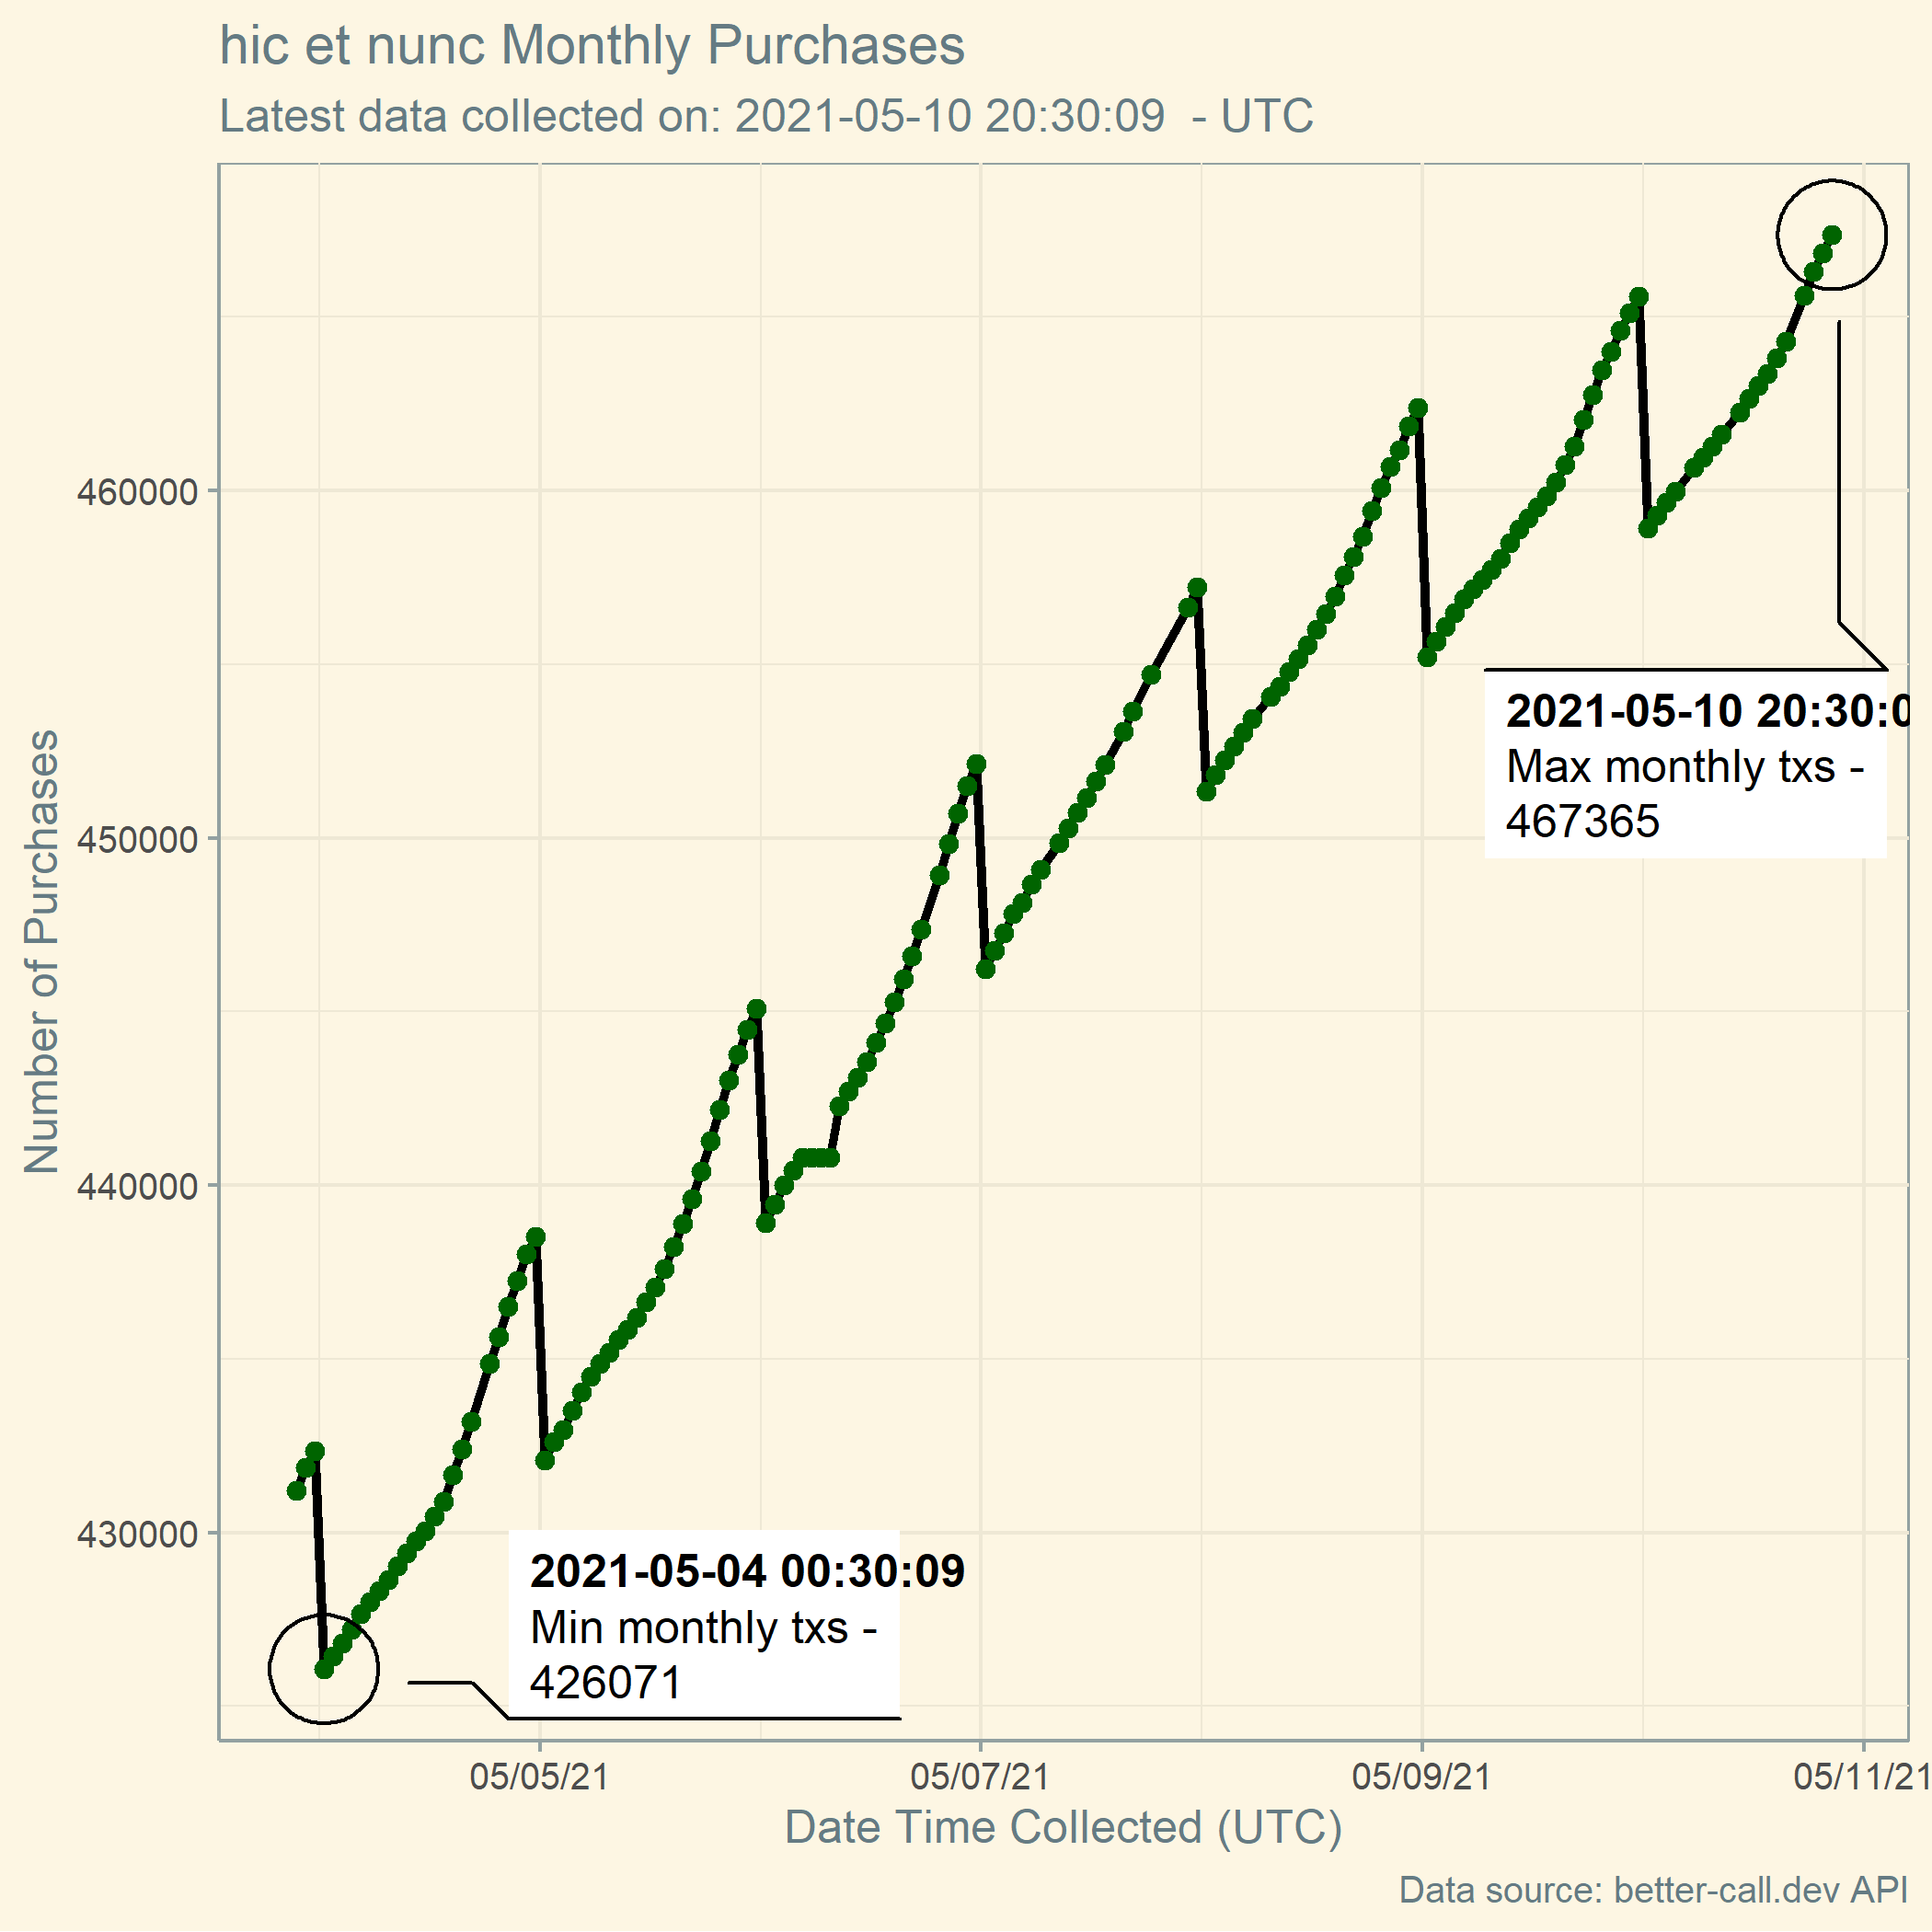 hic et nunc Monthly Purchases
Latest data collected on: 2021-05-10 20:30:09  - UTC
Number of Purchases
460000
450000
440000
430000
2021-05-10 20:30:0
Max monthly txs -
467365
2021-05-04 00:30:09
Min monthly txs -
426071
05/05/21
05/07/21
05/09/21
05/11/21
Date Time Collected (UTC)
Data source: better-call.dev API